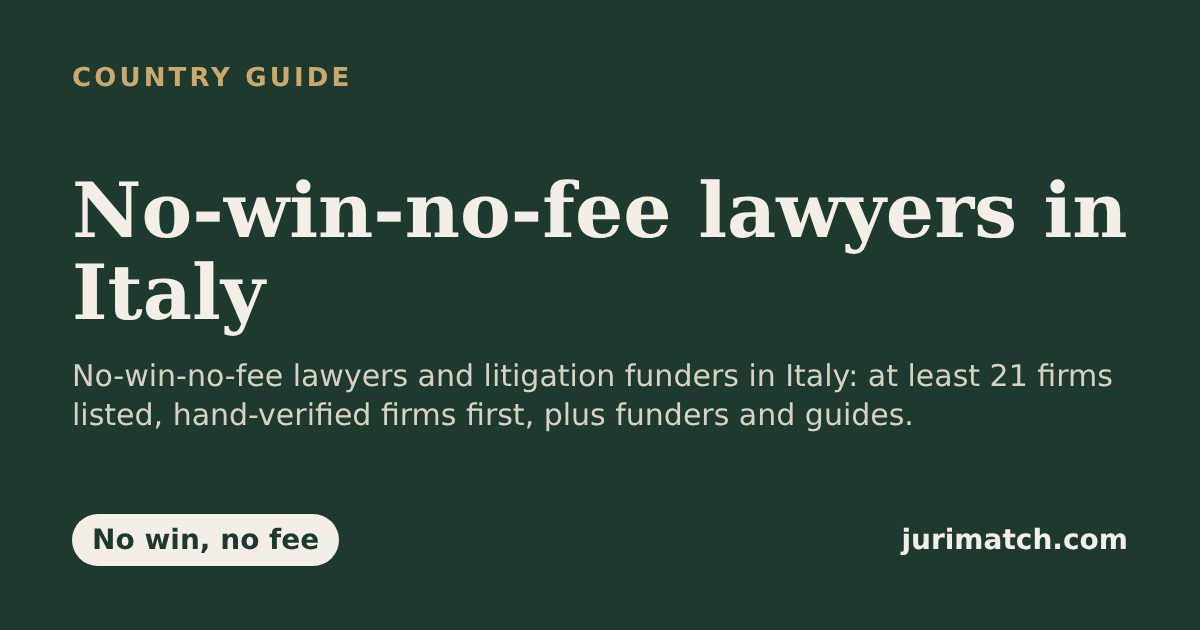 COUNTRY GUIDE
No-win-no-fee lawyers in
Italy
No-win-no-fee lawyers and litigation funders in Italy: at least 21 firms
listed, hand-verified firms first, plus funders and guides.
No win, no fee
jurimatch.com